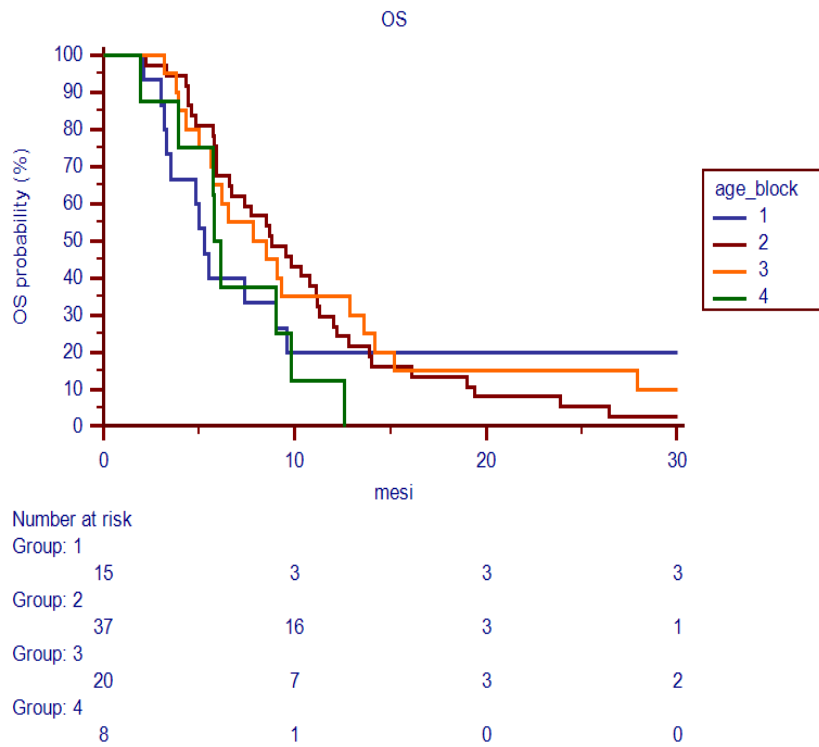 OS
OS probability (%)
100
90
80
70
60
50
40
30
20
10
0
0 10 20 30
mesi
age_block
1
2
3
4
Number at risk
Group: 1
15 3 3 3
Group: 2
37 16 3 1
Group: 3
20 7 3 2
Group: 4
8 1 0 0